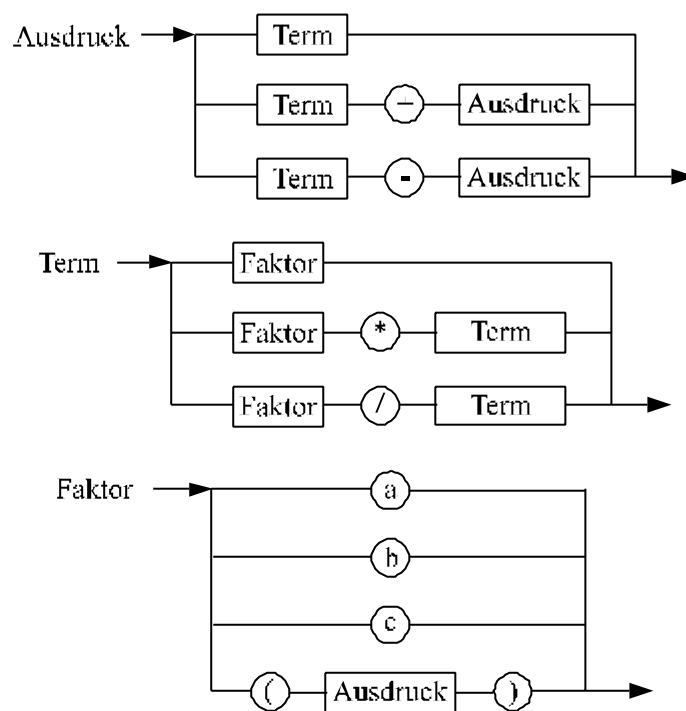 Ausdruck Term
Term + Ausdruck
Term - Ausdruck
Term Faktor
Faktor * Term
Faktor / Term
Faktor a
b
c
( Ausdruck )